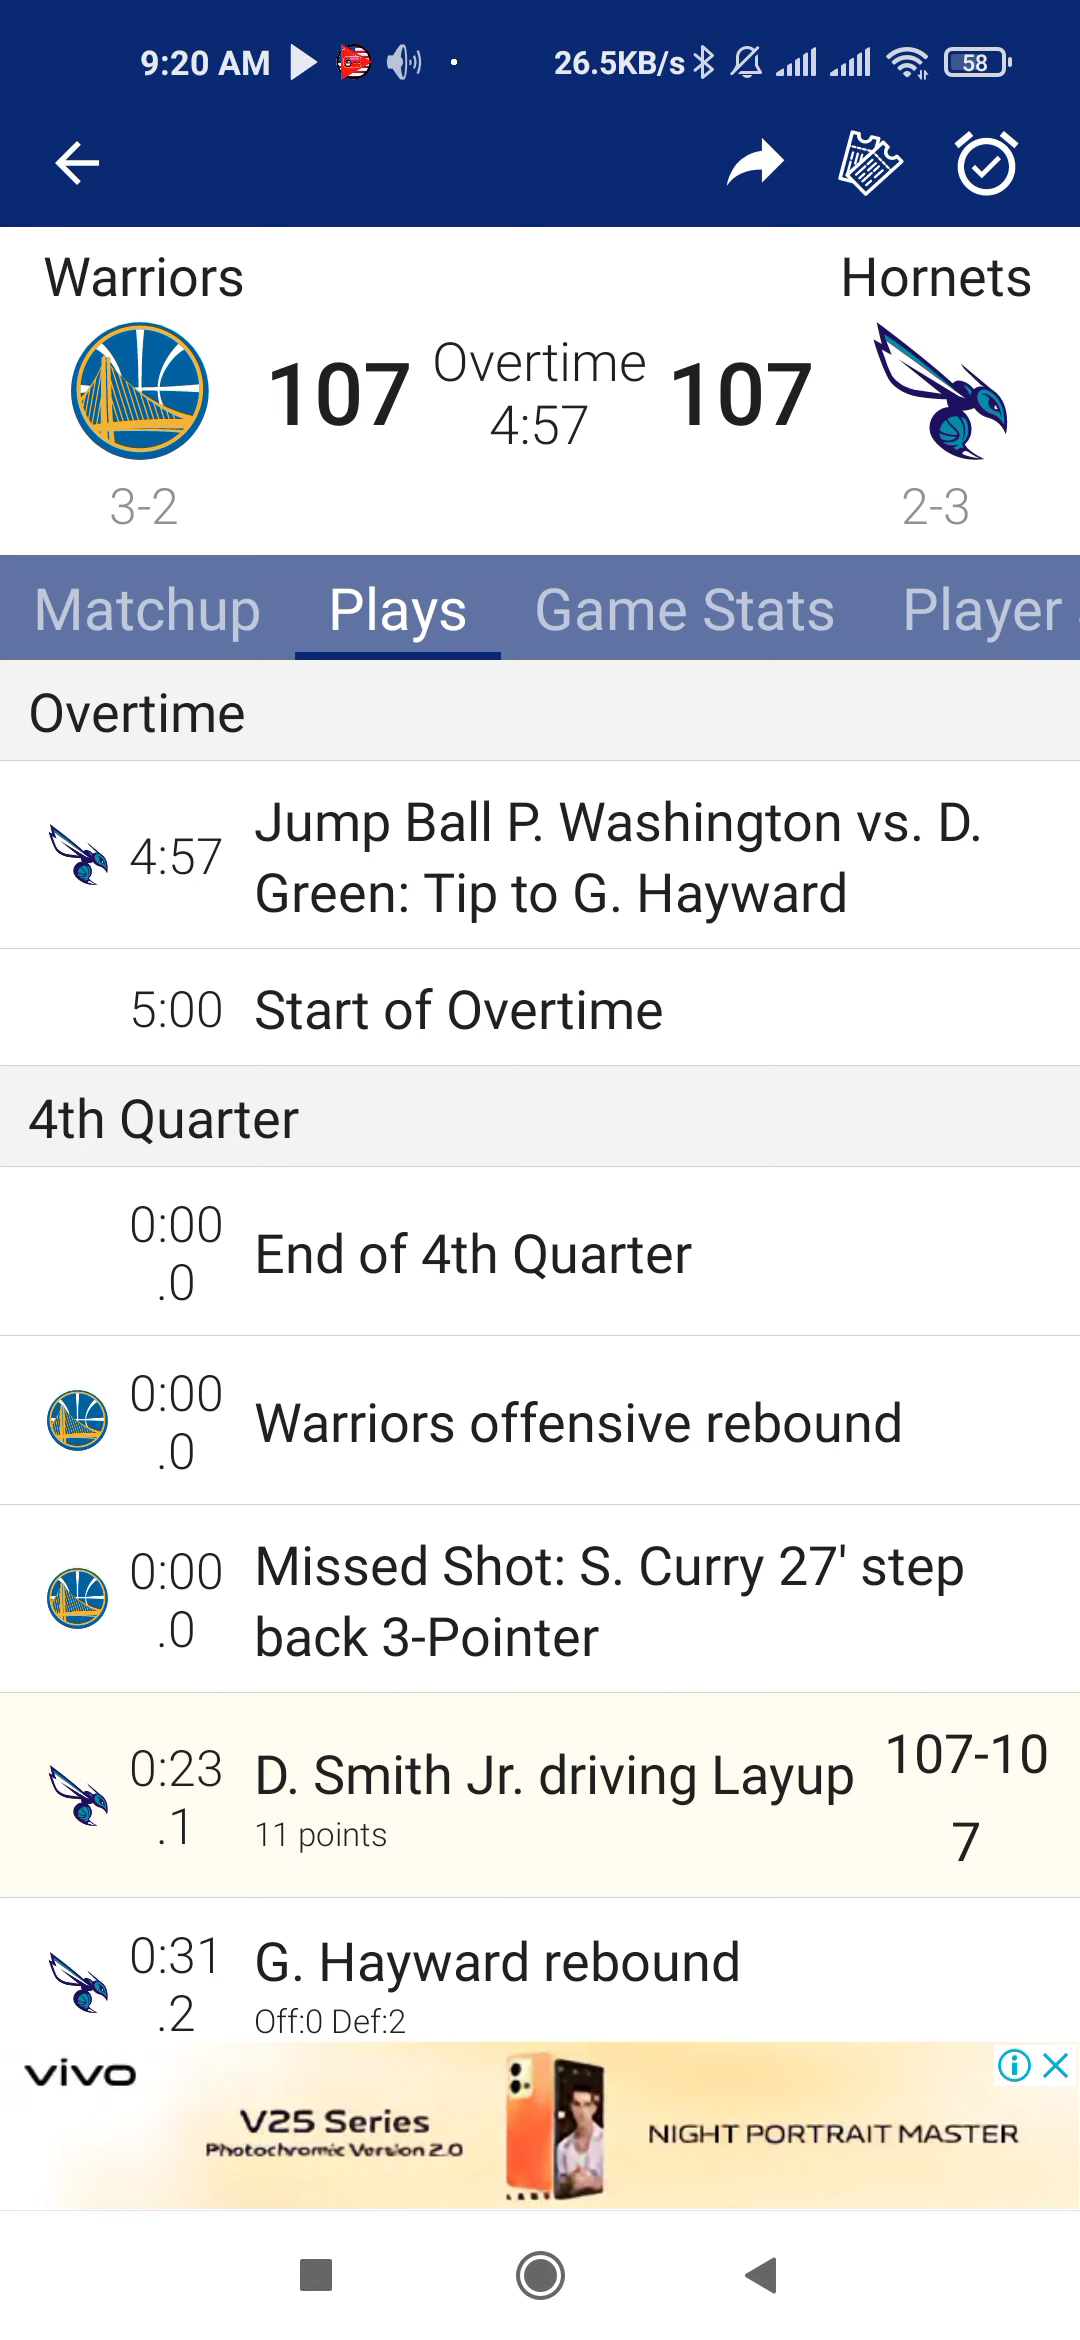 9:20 AM 26.5KB/s 58
Warriors Hornets
107 Overtime 107
4:57
3-2 2-3
Matchup Plays Game Stats Player
Overtime
4:57 Jump Ball P. Washington vs. D.
Green: Tip to G. Hayward
5:00 Start of Overtime
4th Quarter
0:00
.0
End of 4th Quarter
0:00
.0
Warriors offensive rebound
0:00
.0
Missed Shot: S. Curry 27' step
back 3-Pointer
0:23
.1
D. Smith Jr. driving Layup
11 points
107-10
7
0:31
.2
G. Hayward rebound
Off:0 Def:2
vivo
V25 Series
Photochromic Version 2.0
NIGHT PORTRAIT MASTER